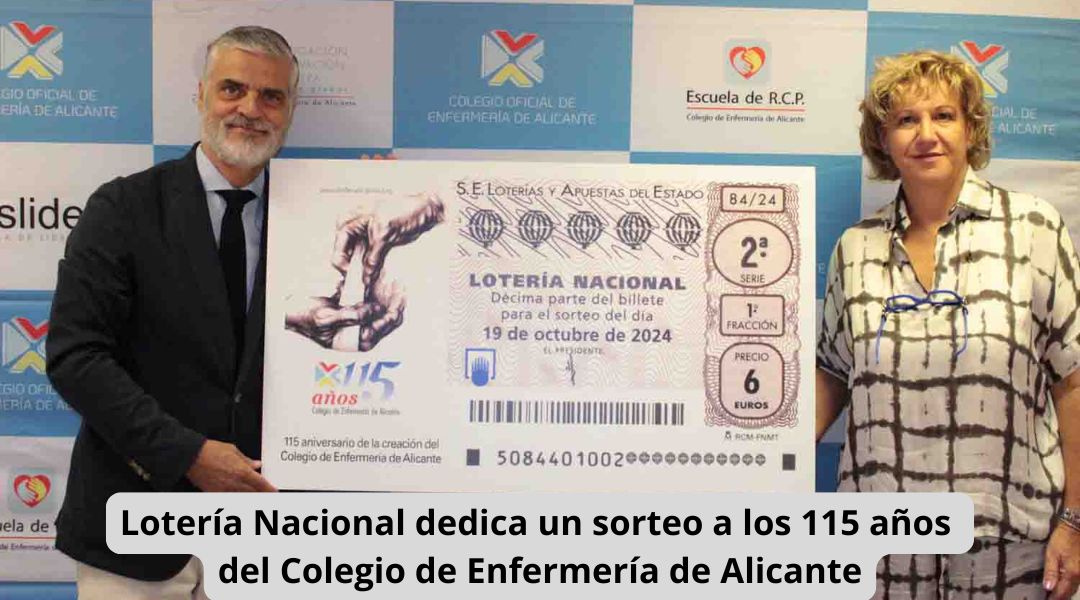 COLEGIO OFICIAL DE
ENFERMERÍA DE ALICANTE
Escuela de R.C.P.
Colegio de Enfermería de Alicante
slide
S.E. LOTERÍAS Y APUESTAS DEL ESTADO
LOTERÍA NACIONAL
Décima parte del billete
para el sorteo del día
19 de octubre de 2024
EL PRESIDENTE,
84/24
2ª
SERIE
1ª
FRACCIÓN
PRECIO
6
EUROS
RCM-FNMT
115
años
Colegio de Enfermería de Alicante
115 aniversario de la creación del
Colegio de Enfermería de Alicante
5084401002
Lotería Nacional dedica un sorteo a los 115 años
del Colegio de Enfermería de Alicante